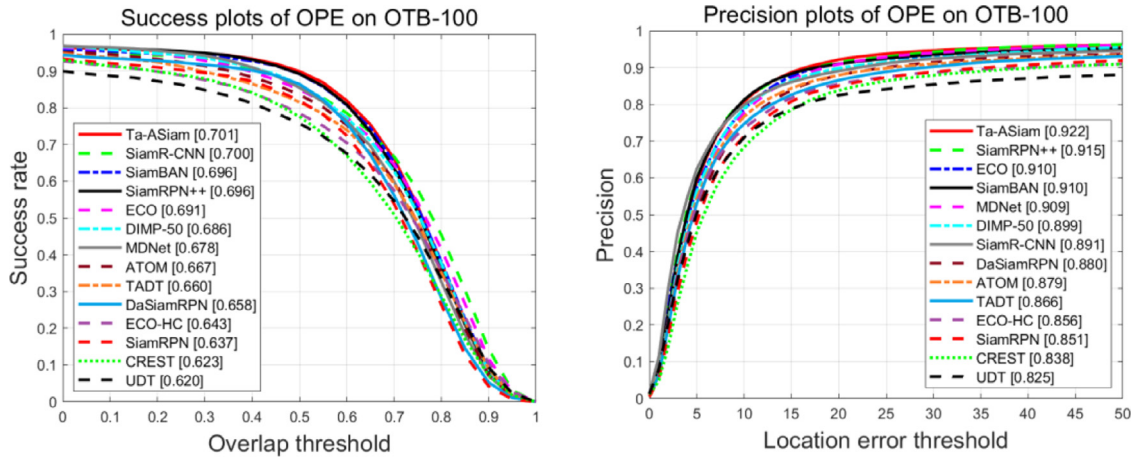 Success plots of OPE on OTB-100
1
0.9
0.8
0.7
0.6
0.5
0.4
0.3
0.2
0.1
0
Success rate
Ta-ASiam [0.701]
SiamR-CNN [0.700]
SiamBAN [0.696]
SiamRPN++ [0.696]
ECO [0.691]
DIMP-50 [0.686]
MDNet [0.678]
ATOM [0.667]
TADT [0.660]
DaSiamRPN [0.658]
ECO-HC [0.643]
SiamRPN [0.637]
CREST [0.623]
UDT [0.620]
0 0.1 0.2 0.3 0.4 0.5 0.6 0.7 0.8 0.9 1
Overlap threshold
Precision plots of OPE on OTB-100
1
0.9
0.8
0.7
0.6
0.5
0.4
0.3
0.2
0.1
0
Precision
Ta-ASiam [0.922]
SiamRPN++ [0.915]
ECO [0.910]
SiamBAN [0.910]
MDNet [0.909]
DIMP-50 [0.899]
SiamR-CNN [0.891]
DaSiamRPN [0.880]
ATOM [0.879]
TADT [0.866]
ECO-HC [0.856]
SiamRPN [0.851]
CREST [0.838]
UDT [0.825]
0 5 10 15 20 25 30 35 40 45 50
Location error threshold